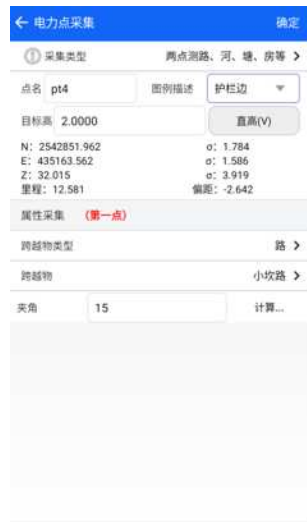 ← 电力点采集 确定
采集类型 两点测路、河、塘、房等 >
点名 pt4 图例描述 护栏边
目标高 2.0000 直高(V)
N: 2542851.962 σ: 1.784
E: 435163.562 σ: 1.586
Z: 32.015 σ: 3.919
里程: 12.581 偏距: -2.642
属性采集 (第一点)
跨越物类型 路 >
跨越物 小坎路 >
夹角 15 计算...